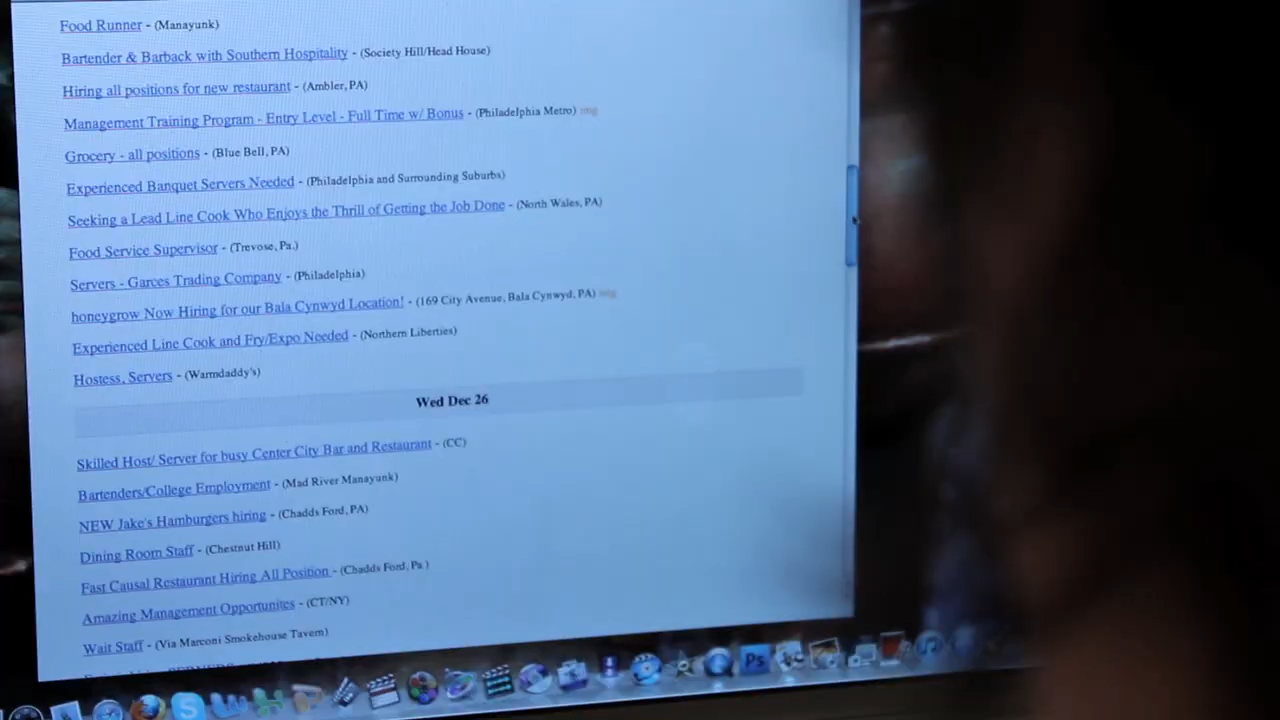 Food Runner - (Manayunk)
Bartender & Barback with Southern Hospitality - (Society Hill/Head House)
Hiring all positions for new restaurant - (Ambler, PA)
Management Training Program - Entry Level - Full Time w/ Bonus - (Philadelphia Metro) img
Grocery - all positions - (Blue Bell, PA)
Experienced Banquet Servers Needed - (Philadelphia and Surrounding Suburbs)
Seeking a Lead Line Cook Who Enjoys the Thrill of Getting the Job Done - (North Wales, PA)
Food Service Supervisor - (Trevose, Pa.)
Servers - Garces Trading Company - (Philadelphia)
honeygrow Now Hiring for our Bala Cynwyd Location! - (169 City Avenue, Bala Cynwyd, PA) img
Experienced Line Cook and Fry/Expo Needed - (Northern Liberties)
Hostess, Servers - (Warmdaddy's)
Wed Dec 26
Skilled Host/ Server for busy Center City Bar and Restaurant - (CC)
Bartenders/College Employment - (Mad River Manayunk)
NEW Jake's Hamburgers hiring - (Chadds Ford, PA)
Dining Room Staff - (Chestnut Hill)
Fast Causal Restaurant Hiring All Position - (Chadds Ford, Pa )
Amazing Management Opportunites - (CT/NY)
Wait Staff - (Via Marconi Smokehouse Tavern)
Ps